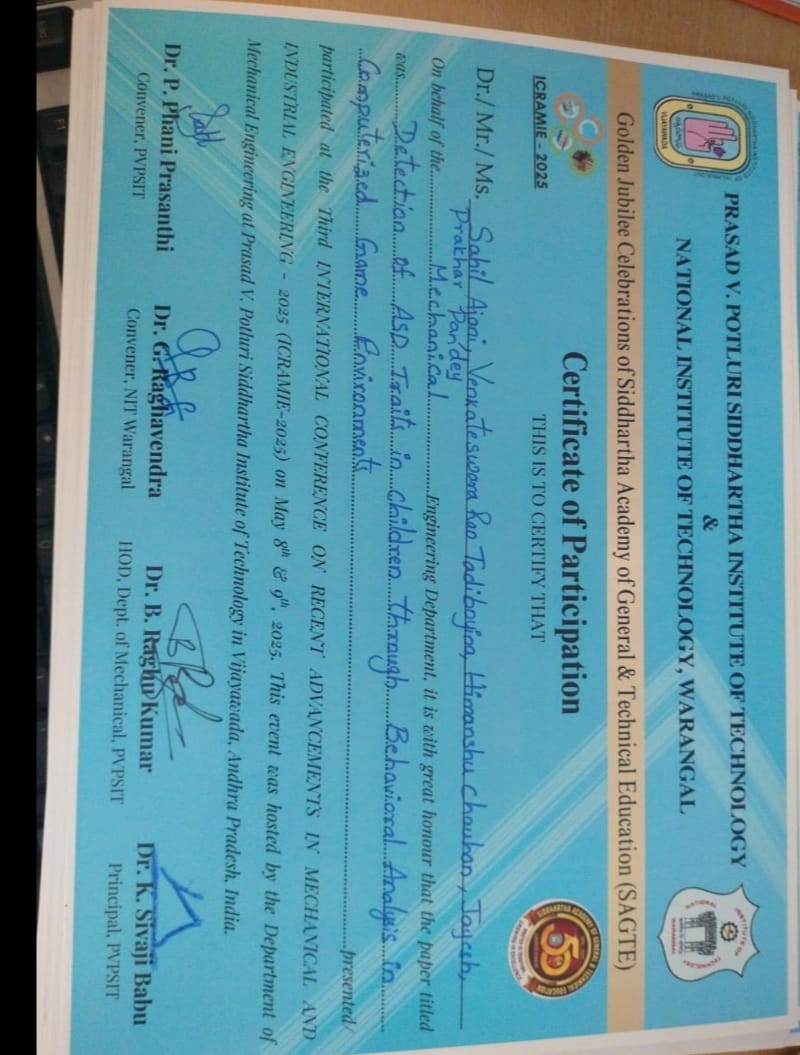 PRASAD V. POTLURI SIDDHARTHA INSTITUTE OF TECHNOLOGY
&
NATIONAL INSTITUTE OF TECHNOLOGY, WARANGAL
Golden Jubilee Celebrations of Siddhartha Academy of General & Technical Education (SAGTE)
ICRAMIE - 2025
Certificate of Participation
THIS IS TO CERTIFY THAT
Dr./Mr./Ms. Sahil Ajani Venkateswara Rao Tadiboyina, Himanshu Chauhan, Jayesh,
Prakhar Pandey
On behalf of the Mechanical Engineering Department, it is with great honour that the paper titled
was Detection of ASD Traits in children through Behavioral Analysis in
Computerized Game Environments presented
participated at the Third INTERNATIONAL CONFERENCE ON RECENT ADVANCEMENTS IN MECHANICAL AND
INDUSTRIAL ENGINEERING - 2025 (ICRAMIE-2025) on May 8th & 9th, 2025. This event was hosted by the Department of
Mechanical Engineering at Prasad V. Potluri Siddhartha Institute of Technology in Vijayawada, Andhra Pradesh, India.
Dr. P. Phani Prasanthi
Convener, PVPSIT
Dr. G. Raghavendra
Convener, NIT Warangal
Dr. B. Raghu Kumar
HOD, Dept. of Mechanical, PVPSIT
Dr. K. Sivaji Babu
Principal, PVPSIT